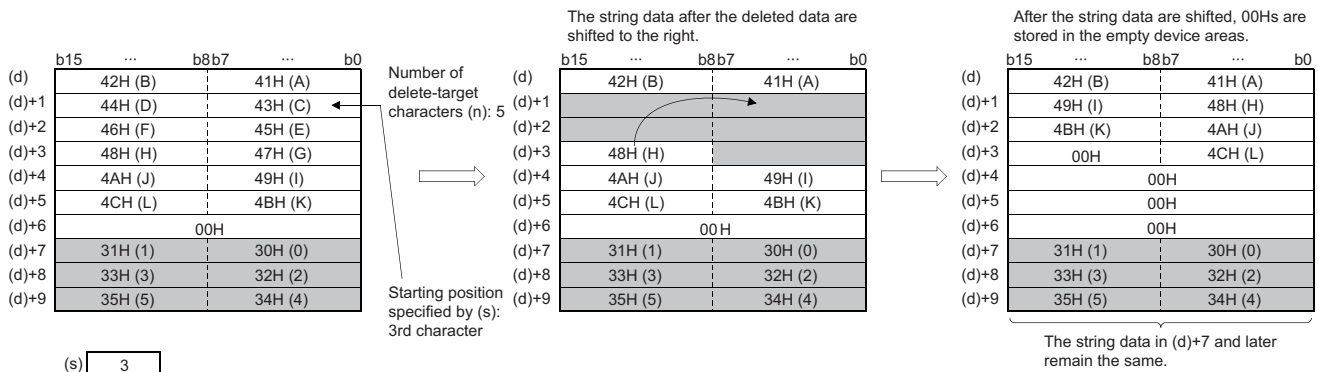 The string data after the deleted data are
shifted to the right.
After the string data are shifted, 00Hs are
stored in the empty device areas.
b15 ... b8 b7 ... b0
(d) 42H (B) 41H (A)
(d)+1 44H (D) 43H (C)
(d)+2 46H (F) 45H (E)
(d)+3 48H (H) 47H (G)
(d)+4 4AH (J) 49H (I)
(d)+5 4CH (L) 4BH (K)
(d)+6 00H
(d)+7 31H (1) 30H (0)
(d)+8 33H (3) 32H (2)
(d)+9 35H (5) 34H (4)
(s) 3
Number of
delete-target
characters (n): 5
Starting position
specified by (s):
3rd character
b15 ... b8 b7 ... b0
(d) 42H (B) 41H (A)
(d)+1
(d)+2
(d)+3 48H (H)
(d)+4 4AH (J) 49H (I)
(d)+5 4CH (L) 4BH (K)
(d)+6 00H
(d)+7 31H (1) 30H (0)
(d)+8 33H (3) 32H (2)
(d)+9 35H (5) 34H (4)
b15 ... b8 b7 ... b0
(d) 42H (B) 41H (A)
(d)+1 49H (I) 48H (H)
(d)+2 4BH (K) 4AH (J)
(d)+3 00H 4CH (L)
(d)+4 00H
(d)+5 00H
(d)+6 00H
(d)+7 31H (1) 30H (0)
(d)+8 33H (3) 32H (2)
(d)+9 35H (5) 34H (4)
The string data in (d)+7 and later
remain the same.